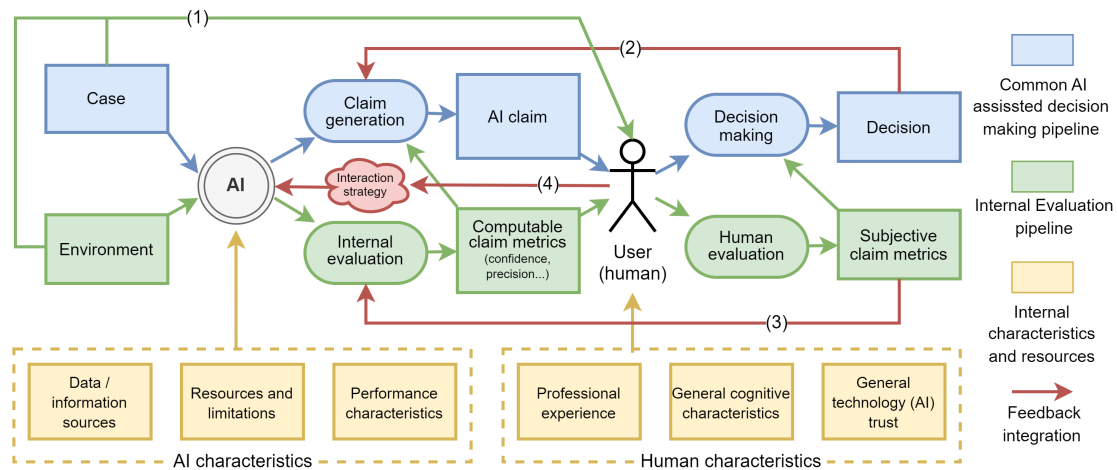 (1)
(2)
Case
Claim
generation
AI claim
Decision
making
Decision
Common AI
assissted decision
making pipeline
AI
Interaction
strategy
(4)
Environment
Internal
evaluation
Computable
claim metrics
(confidence,
precision...)
User
(human)
Human
evaluation
Subjective
claim metrics
Internal Evaluation
pipeline
(3)
Internal
characteristics
and resources
Data /
information
sources
Resources and
limitations
Performance
characteristics
Professional
experience
General cognitive
characteristics
General
technology (AI)
trust
Feedback
integration
AI characteristics
Human characteristics